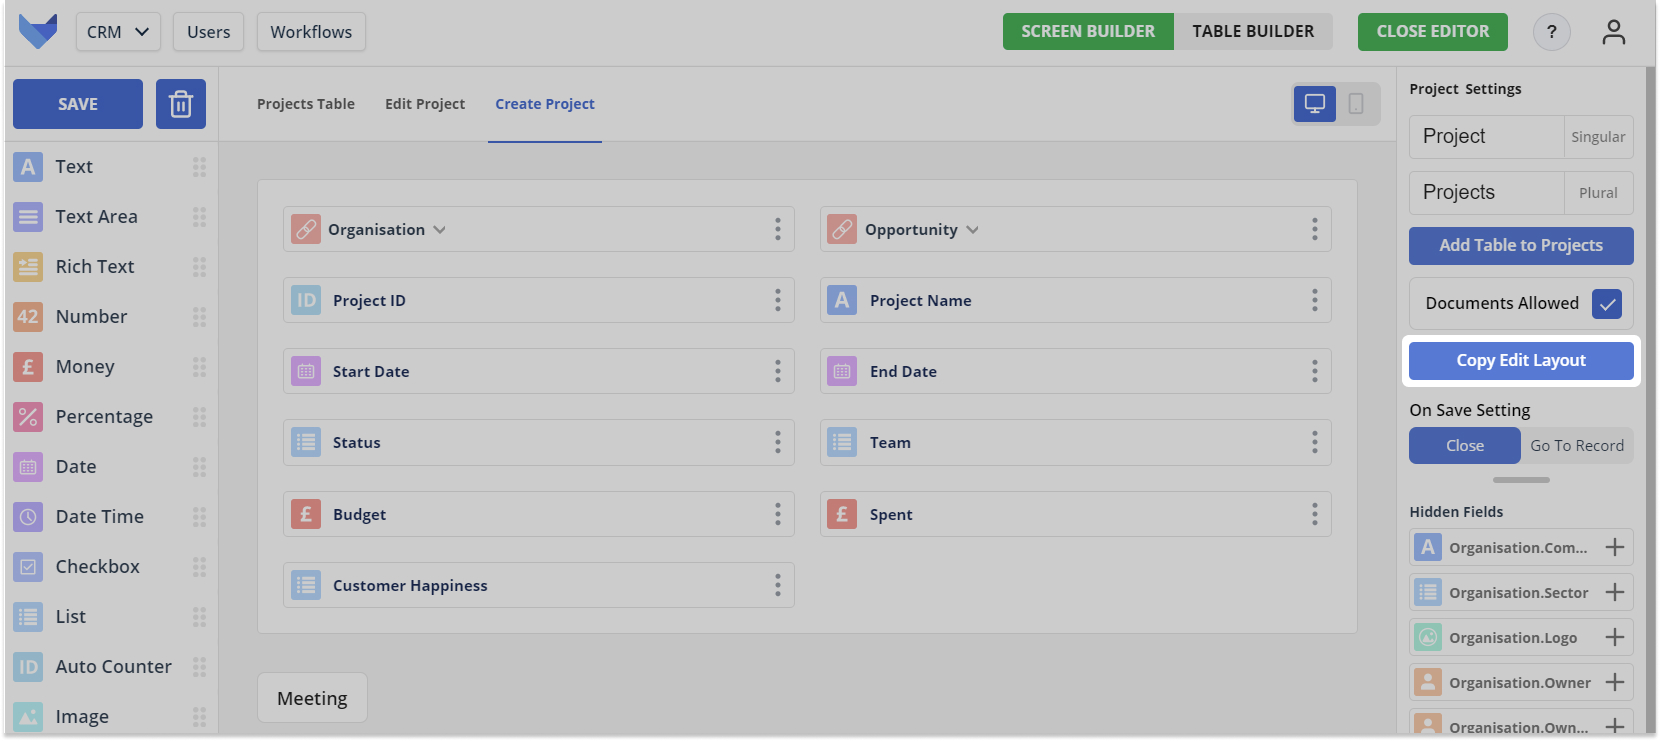 CRM
Users
Workflows
SCREEN BUILDER
TABLE BUILDER
CLOSE EDITOR
?
SAVE
Projects Table
Edit Project
Create Project
A Text
Text Area
Rich Text
42 Number
£ Money
% Percentage
Date
Date Time
Checkbox
List
ID Auto Counter
Image
Organisation
Opportunity
ID Project ID
A Project Name
Start Date
End Date
Status
Team
£ Budget
£ Spent
Customer Happiness
Meeting
Project Settings
Project Singular
Projects Plural
Add Table to Projects
Documents Allowed
Copy Edit Layout
On Save Setting
Close
Go To Record
Hidden Fields
A Organisation.Com...
Organisation.Sector
Organisation.Logo
Organisation.Owner
Organisation.Own...